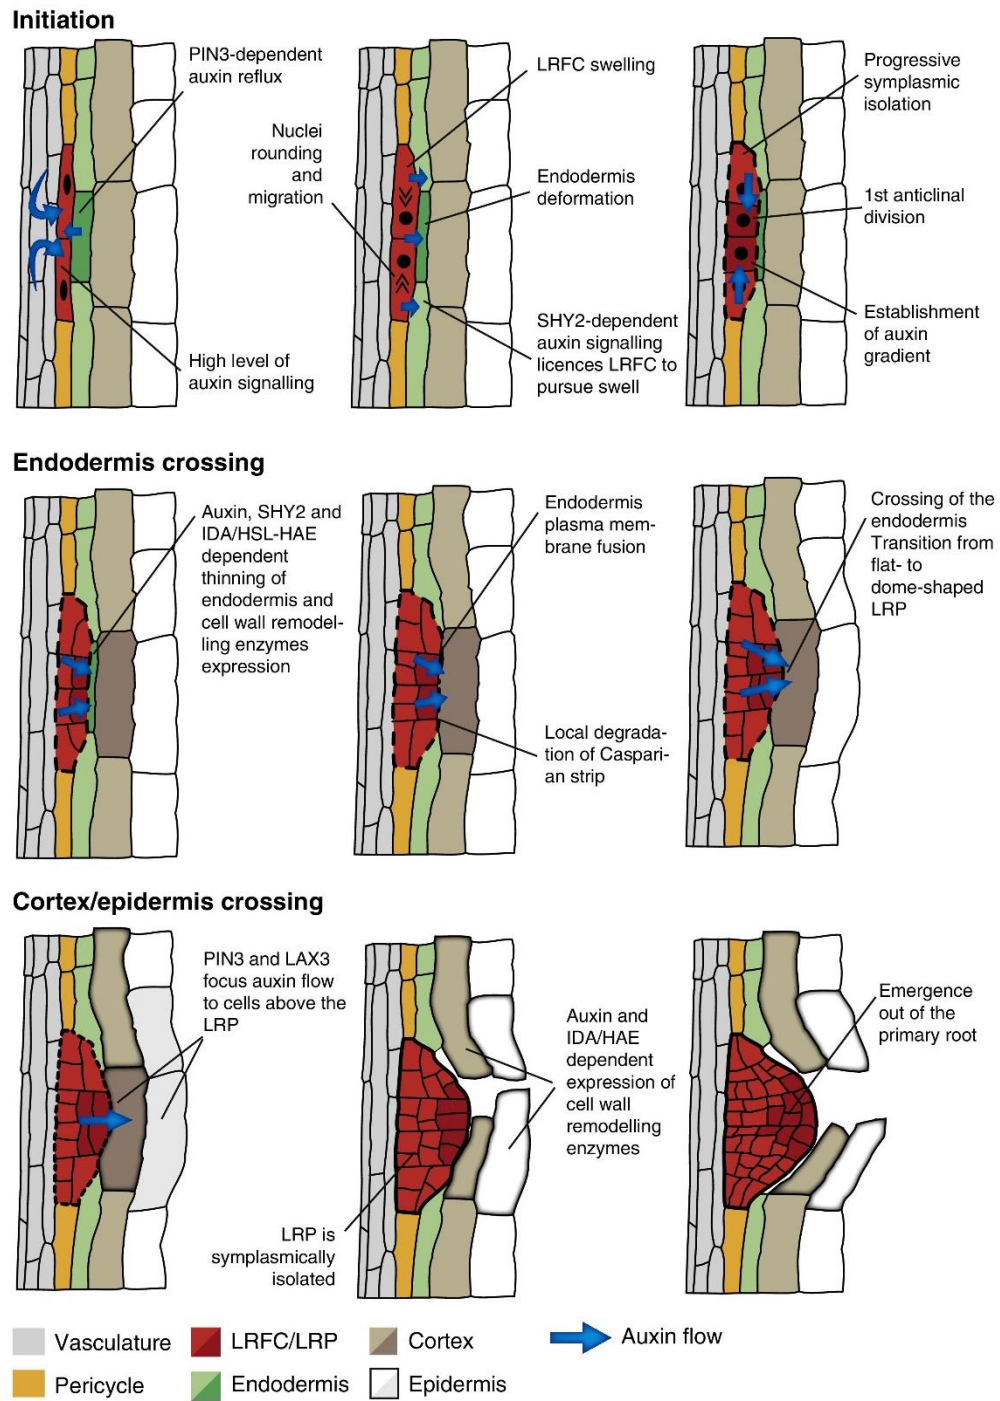 Initiation
PIN3-dependent
auxin reflux
High level of
auxin signalling
Nuclei
rounding
and
migration
LRFC swelling
Endodermis
deformation
SHY2-dependent
auxin signalling
licences LRFC to
pursue swell
Progressive
symplasmic
isolation
1st anticlinal
division
Establishment
of auxin
gradient
Endodermis crossing
Auxin, SHY2 and
IDA/HSL-HAE
dependent
thinning of
endodermis and
cell wall remodel-
ling enzymes
expression
Endodermis
plasma mem-
brane fusion
Local degrada-
tion of Caspari-
an strip
Crossing of the
endodermis
Transition from
flat- to
dome-shaped
LRP
Cortex/epidermis crossing
PIN3 and LAX3
focus auxin flow
to cells above the
LRP
LRP is
symplasmically
isolated
Auxin and
IDA/HAE
dependent
expression of
cell wall
remodelling
enzymes
Emergence
out of the
primary root
Vasculature
LRFC/LRP
Cortex
Auxin flow
Pericycle
Endodermis
Epidermis